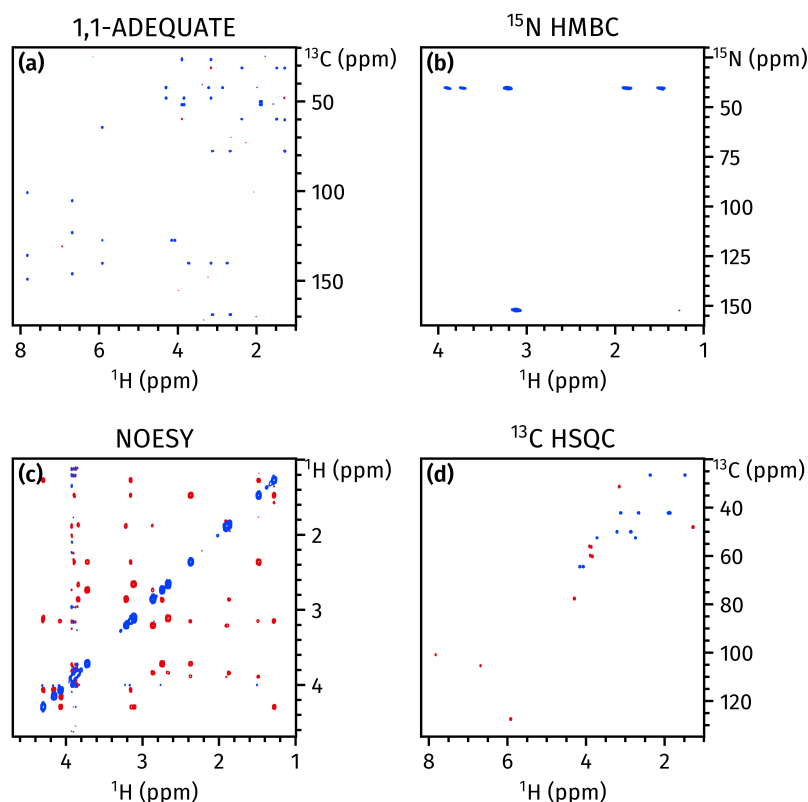 1,1-ADEQUATE
(a)
¹³C (ppm)
50
100
150
8 6 4 2
¹H (ppm)
¹⁵N HMBC
(b)
¹⁵N (ppm)
50
75
100
125
150
4 3 2 1
¹H (ppm)
NOESY
(c)
¹H (ppm)
2
3
4
4 3 2 1
¹H (ppm)
¹³C HSQC
(d)
¹³C (ppm)
40
60
80
100
120
8 6 4 2
¹H (ppm)